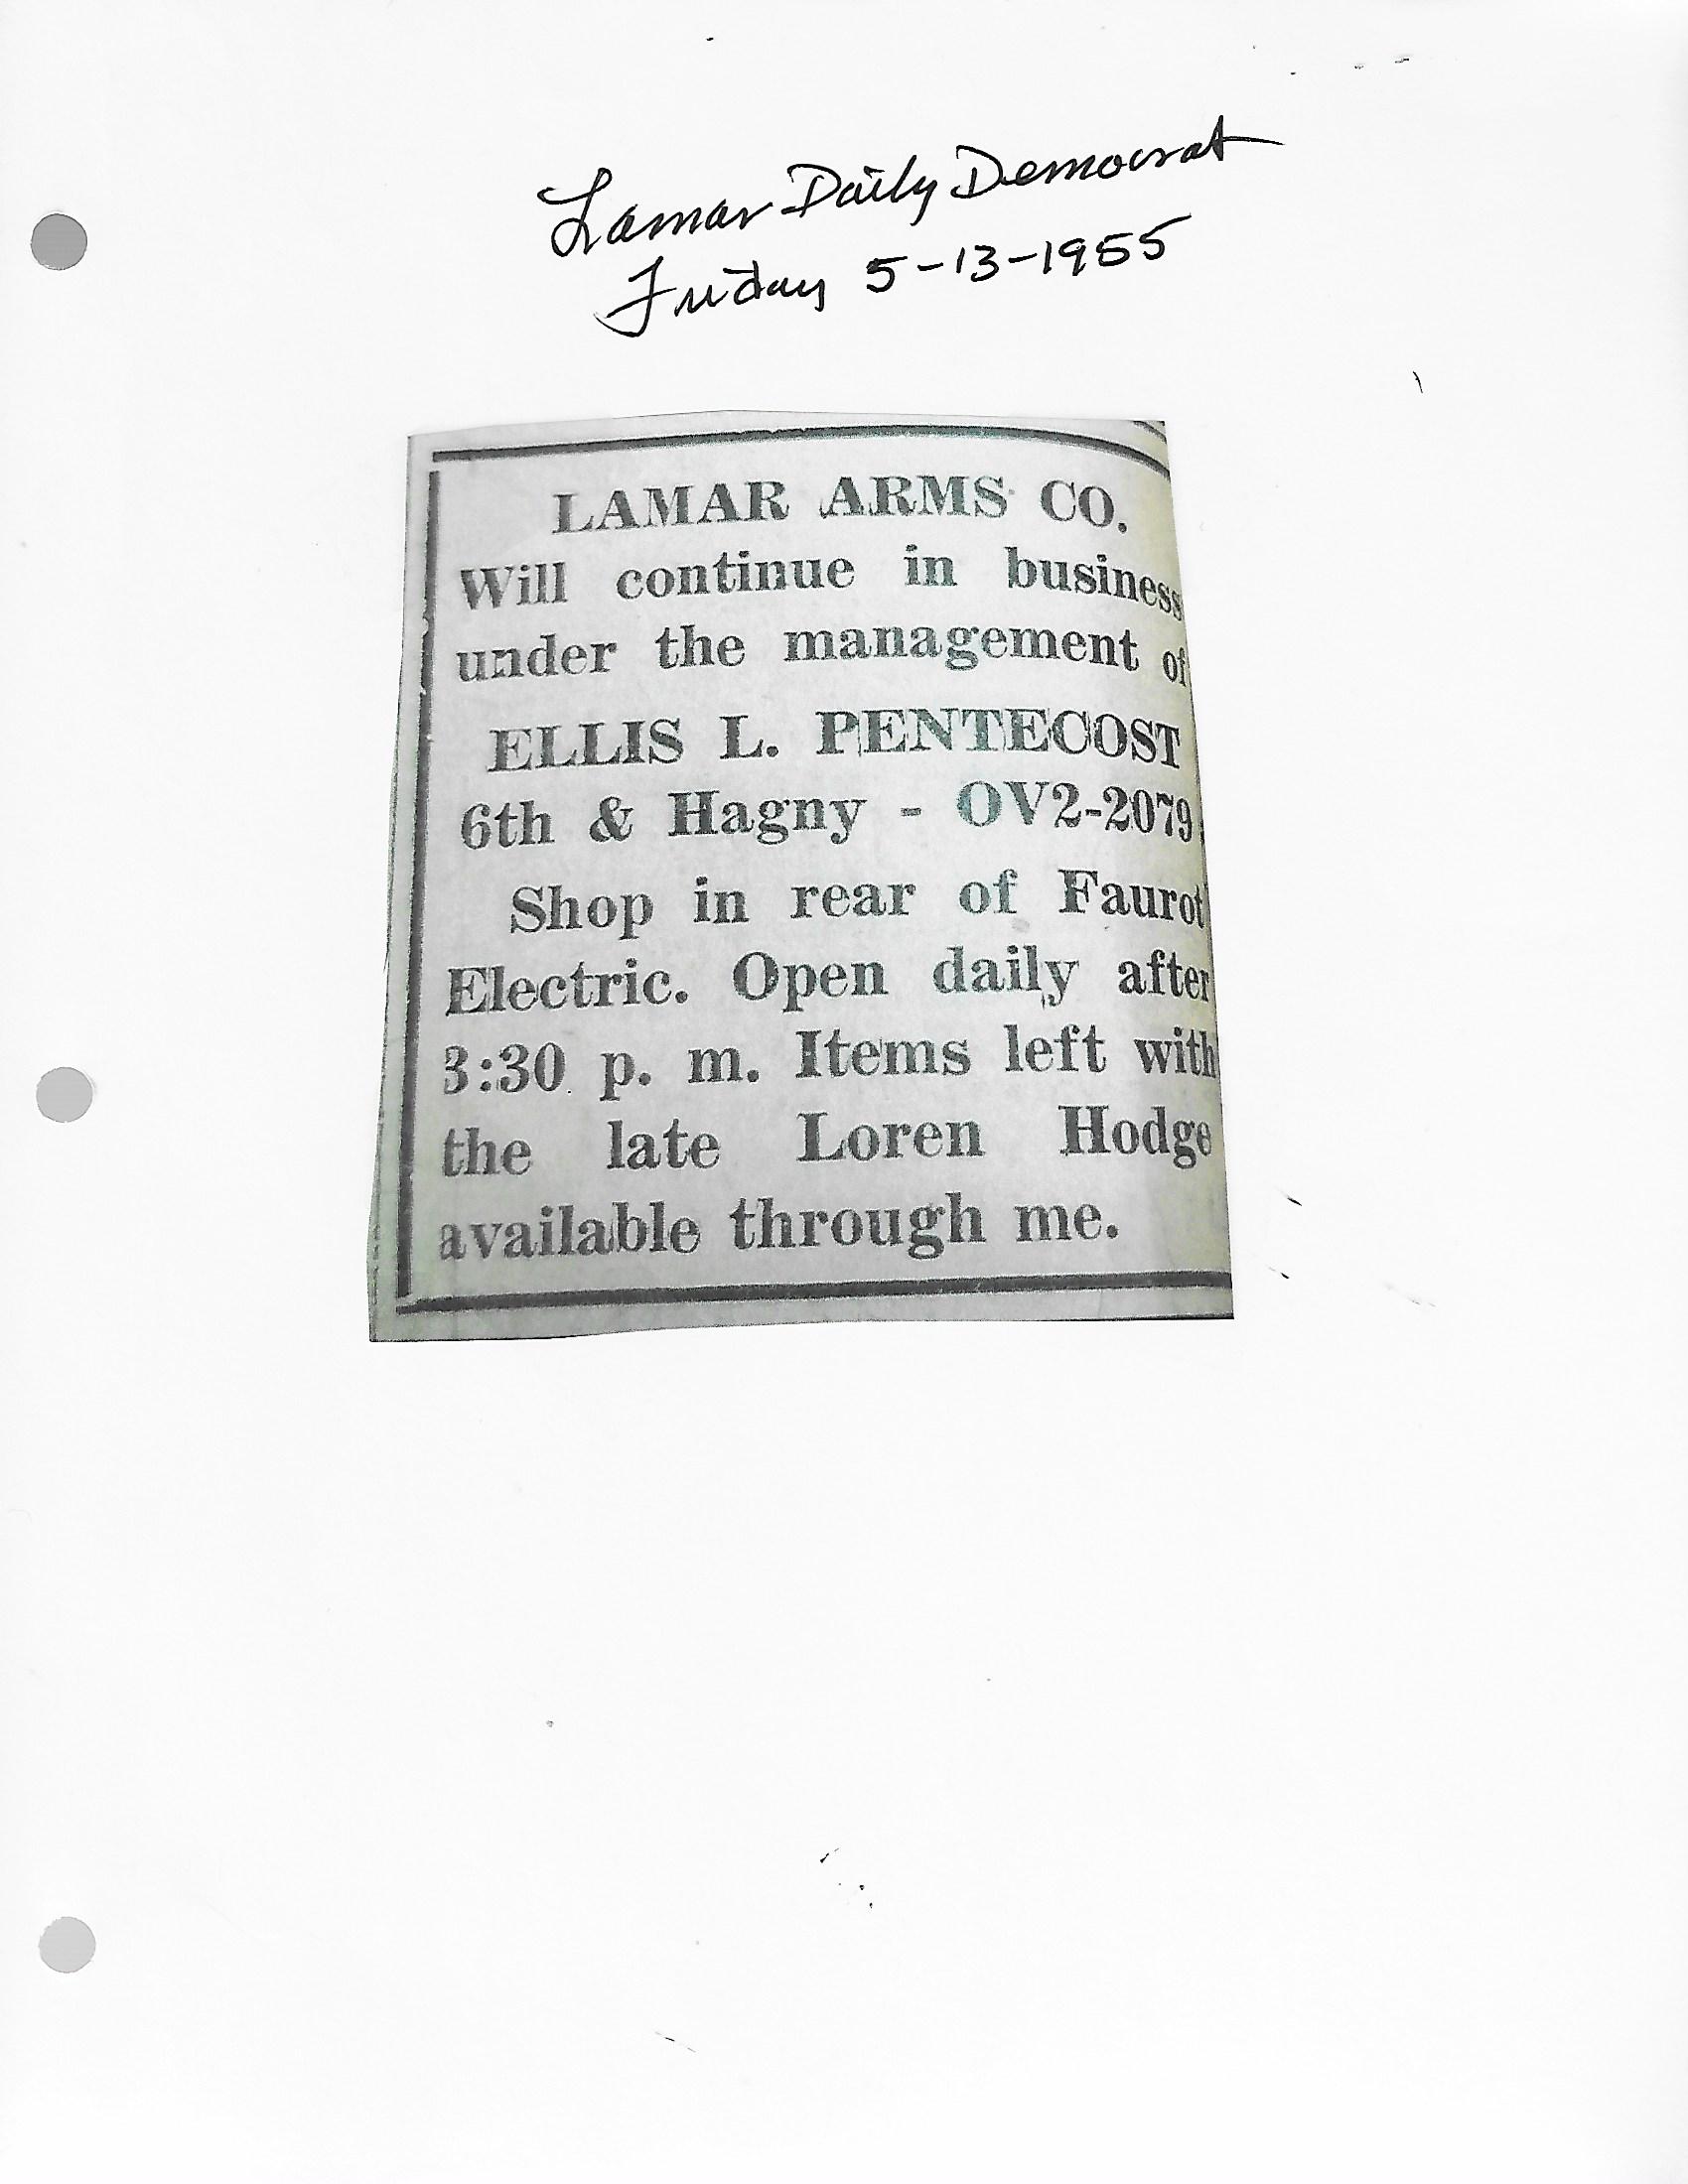 Lamar Daily Democrat
Friday 5-13-1955
LAMAR ARMS CO.
Will continue in business
under the management of
ELLIS L. PENTECOST
6th & Hagny - OV2-2079
Shop in rear of Faurot
Electric. Open daily after
3:30 p. m. Items left with
the late Loren Hodge
available through me.